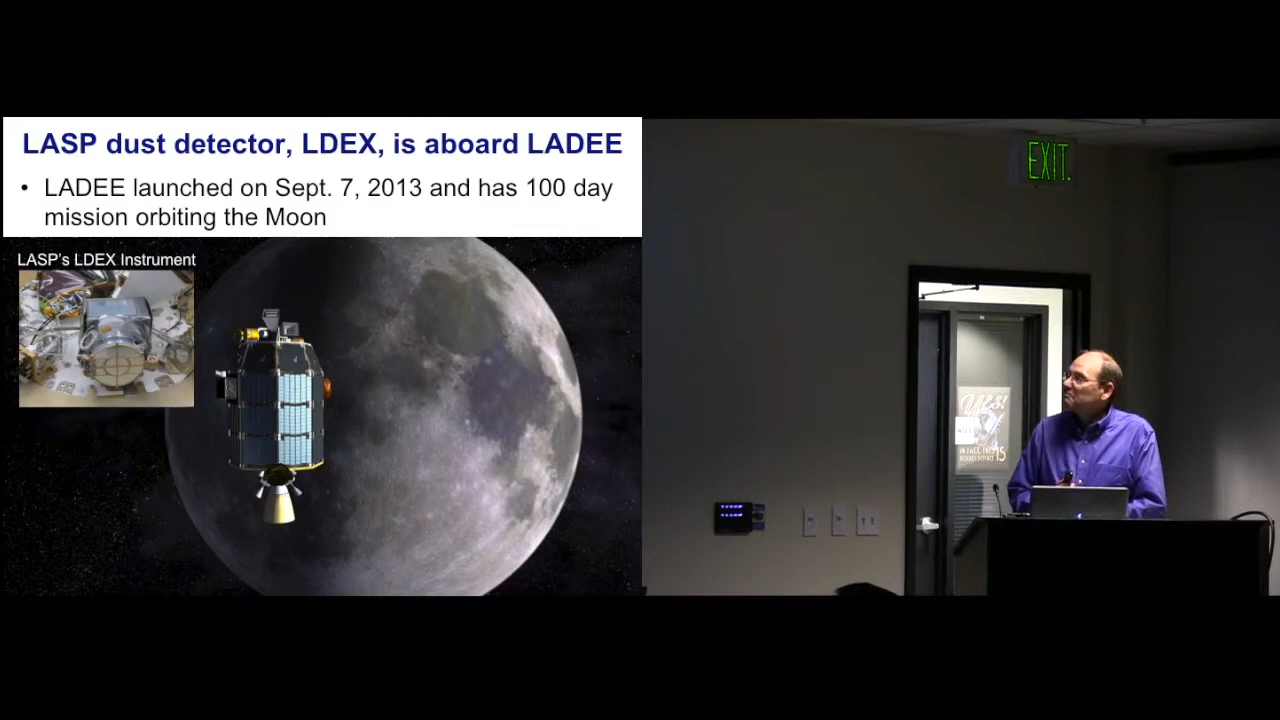 LASP dust detector, LDEX, is aboard LADEE
• LADEE launched on Sept. 7, 2013 and has 100 day
mission orbiting the Moon
LASP's LDEX Instrument
EXIT
YES!